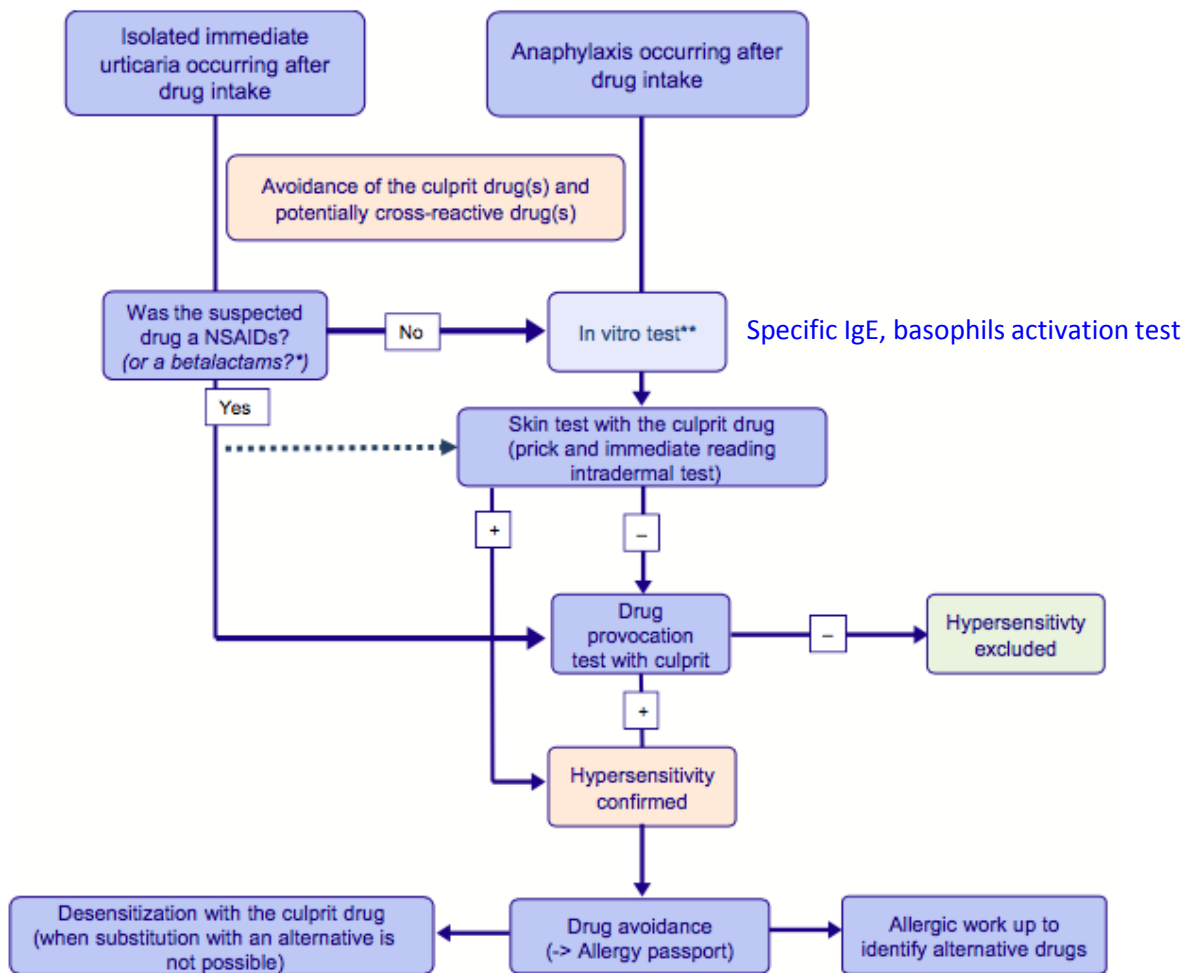 Isolated immediate
urticaria occurring after
drug intake
Anaphylaxis occurring after
drug intake
Avoidance of the culprit drug(s) and
potentially cross-reactive drug(s)
Was the suspected
drug a NSAIDs?
(or a betalactams?*)
No
In vitro test**
Specific IgE, basophils activation test
Yes
Skin test with the culprit drug
(prick and immediate reading
intradermal test)
+
–
Drug
provocation
test with culprit
–
Hypersensitivty
excluded
+
Hypersensitivity
confirmed
Desensitization with the culprit drug
(when substitution with an alternative is
not possible)
Drug avoidance
(-> Allergy passport)
Allergic work up to
identify alternative drugs